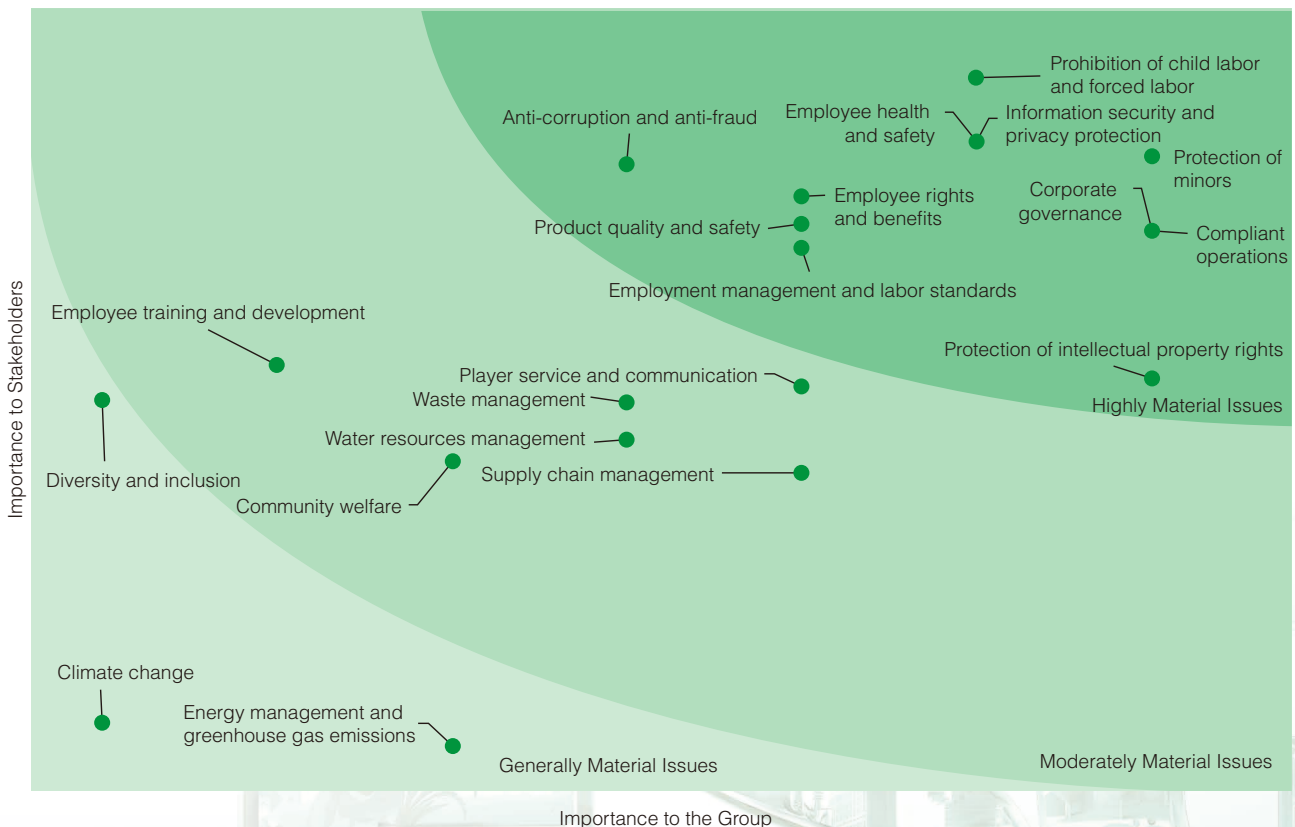 Prohibition of child labor
and forced labor
Anti-corruption and anti-fraud
Employee health
and safety
Information security and
privacy protection
Protection of
minors
Employee rights
and benefits
Corporate
governance
Product quality and safety
Compliant
operations
Employment management and labor standards
Employee training and development
Protection of intellectual property rights
Player service and communication
Waste management
Highly Material Issues
Water resources management
Supply chain management
Diversity and inclusion
Community welfare
Importance to Stakeholders
Climate change
Energy management and
greenhouse gas emissions
Generally Material Issues
Moderately Material Issues
Importance to the Group